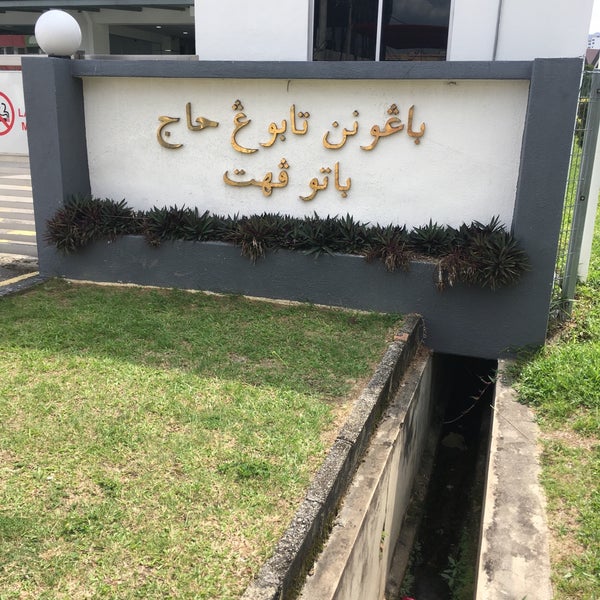 باڠونن تابوڠ حاج
باتو ڤهت